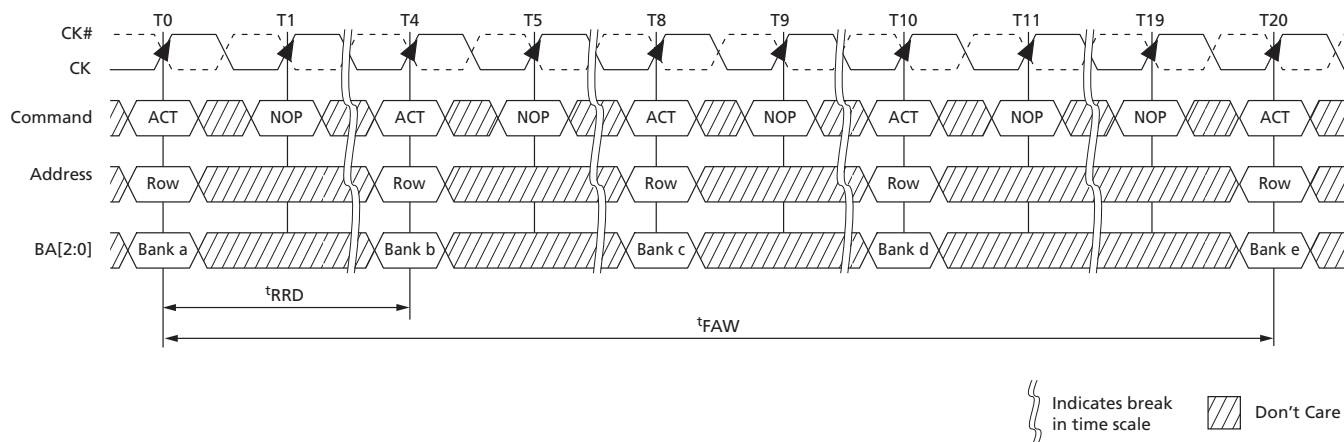 T0 T1 T4 T5 T8 T9 T10 T11 T19 T20
CK#
CK
Command ACT NOP ACT NOP ACT NOP ACT NOP NOP ACT
Address Row Row Row Row Row
BA[2:0] Bank a Bank b Bank c Bank d Bank e
tRRD
tFAW
Indicates break
in time scale
Don't Care